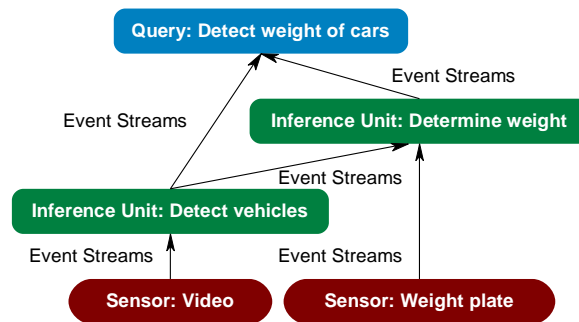 Query: Detect weight of cars
Event Streams
Event Streams
Inference Unit: Determine weight
Event Streams
Inference Unit: Detect vehicles
Event Streams
Event Streams
Sensor: Video
Sensor: Weight plate